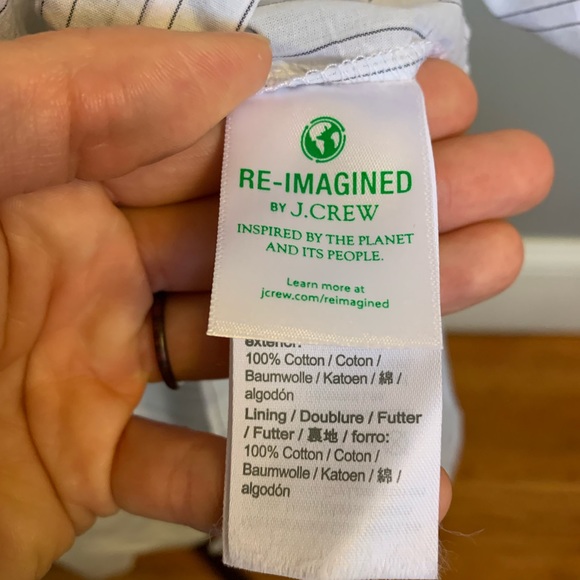 RE-IMAGINED
BY J.CREW
INSPIRED BY THE PLANET
AND ITS PEOPLE.
Learn more at
jcrew.com/reimagined
exterior:
100% Cotton / Coton /
Baumwolle / Katoen / 綿 /
algodón
Lining / Doublure / Futter
/ Futter / 裏地 / forro:
100% Cotton / Coton /
Baumwolle / Katoen / 綿 /
algodón